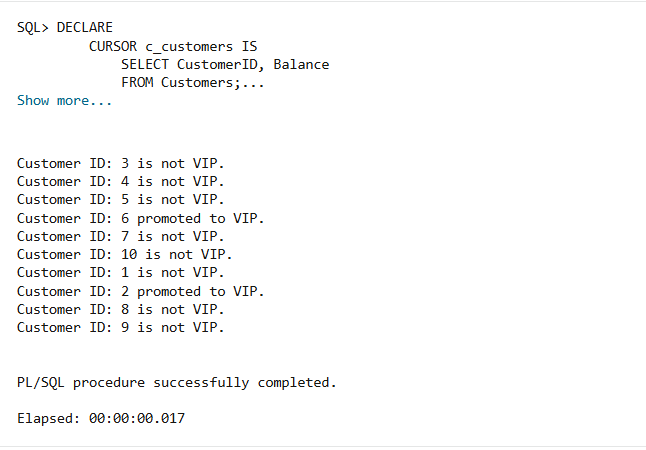 SQL> DECLARE
CURSOR c_customers IS
SELECT CustomerID, Balance
FROM Customers;...
Show more...
Customer ID: 3 is not VIP.
Customer ID: 4 is not VIP.
Customer ID: 5 is not VIP.
Customer ID: 6 promoted to VIP.
Customer ID: 7 is not VIP.
Customer ID: 10 is not VIP.
Customer ID: 1 is not VIP.
Customer ID: 2 promoted to VIP.
Customer ID: 8 is not VIP.
Customer ID: 9 is not VIP.
PL/SQL procedure successfully completed.
Elapsed: 00:00:00.017